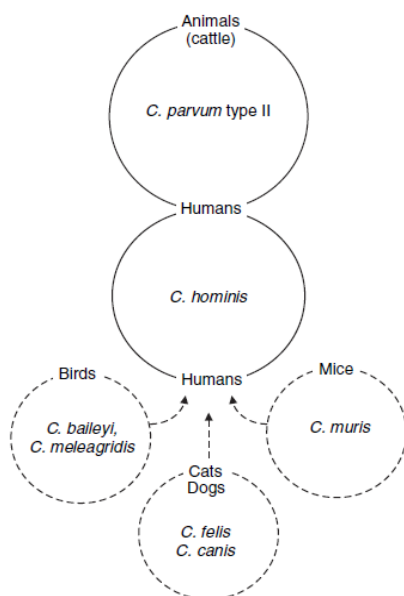 Animals
(cattle)
C. parvum type II
Humans
C. hominis
Humans
Birds
C. baileyi,
C. meleagridis
Mice
C. muris
Cats
Dogs
C. felis
C. canis